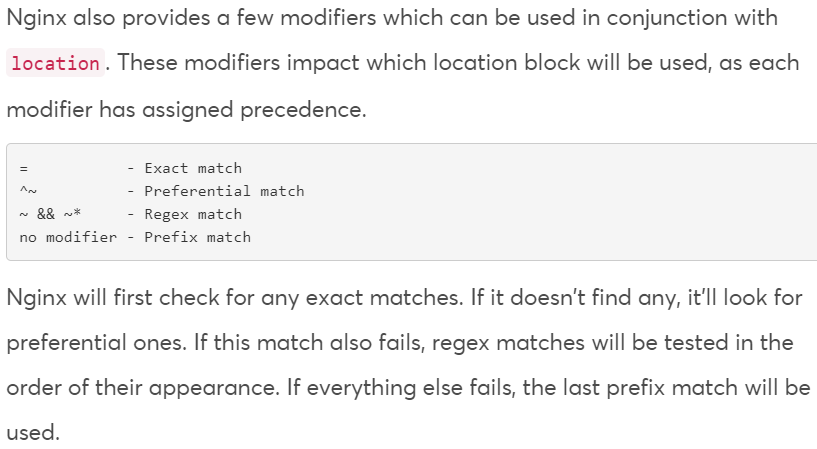 Nginx also provides a few modifiers which can be used in conjunction with
location. These modifiers impact which location block will be used, as each
modifier has assigned precedence.
=           - Exact match
^~          - Preferential match
~ && ~*     - Regex match
no modifier - Prefix match
Nginx will first check for any exact matches. If it doesn't find any, it'll look for
preferential ones. If this match also fails, regex matches will be tested in the
order of their appearance. If everything else fails, the last prefix match will be
used.